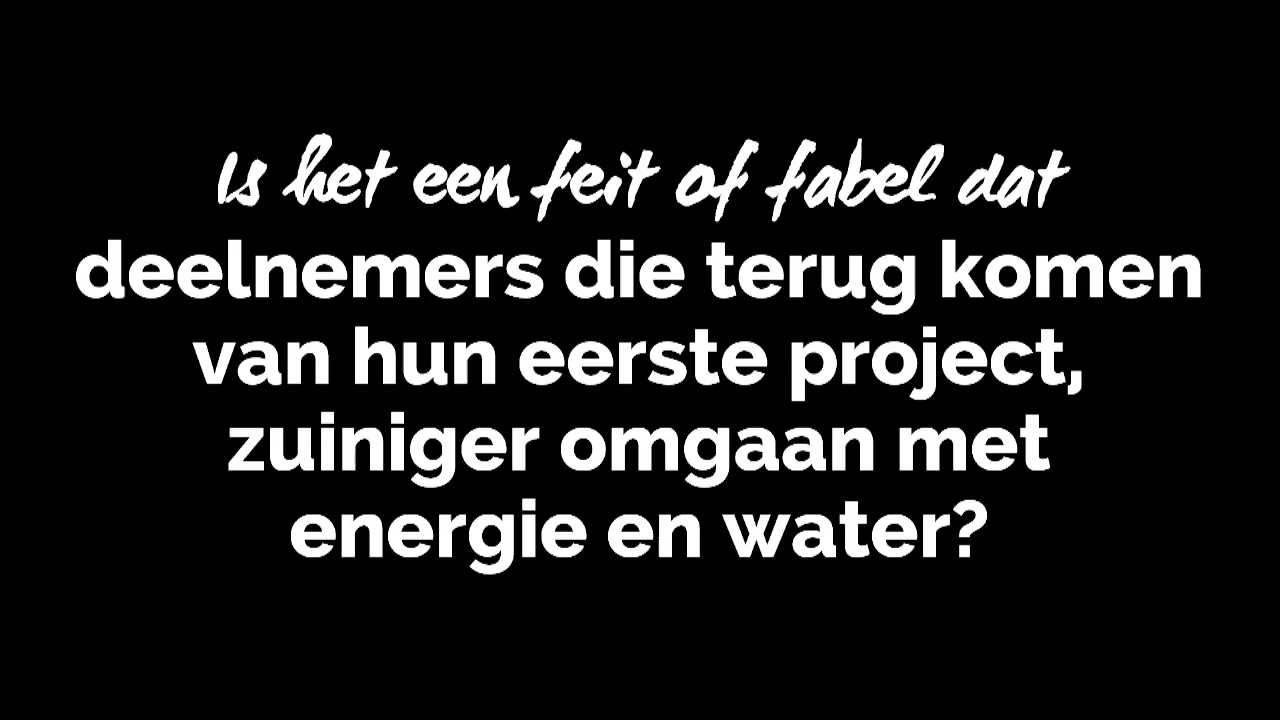 Is het een feit of fabel dat
deelnemers die terug komen
van hun eerste project,
zuiniger omgaan met
energie en water?